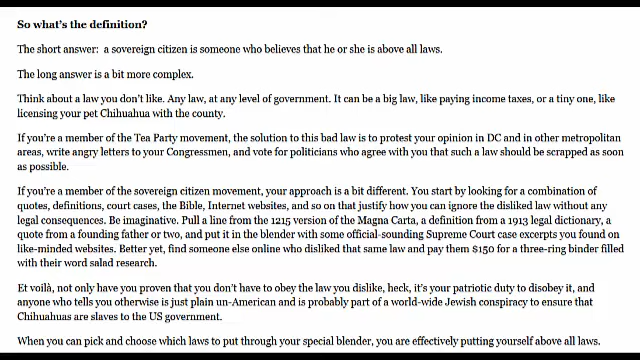 So what's the definition?
The short answer:  a sovereign citizen is someone who believes that he or she is above all laws.
The long answer is a bit more complex.
Think about a law you don't like. Any law, at any level of government. It can be a big law, like paying income taxes, or a tiny one, like
licensing your pet Chihuahua with the county.
If you're a member of the Tea Party movement, the solution to this bad law is to protest your opinion in DC and in other metropolitan
areas, write angry letters to your Congressmen, and vote for politicians who agree with you that such a law should be scrapped as soon
as possible.
If you're a member of the sovereign citizen movement, your approach is a bit different. You start by looking for a combination of
quotes, definitions, court cases, the Bible, Internet websites, and so on that justify how you can ignore the disliked law without any
legal consequences. Be imaginative. Pull a line from the 1215 version of the Magna Carta, a definition from a 1913 legal dictionary, a
quote from a founding father or two, and put it in the blender with some official-sounding Supreme Court case excerpts you found on
like-minded websites. Better yet, find someone else online who disliked that same law and pay them $150 for a three-ring binder filled
with their word salad research.
Et voilà, not only have you proven that you don't have to obey the law you dislike, heck, it's your patriotic duty to disobey it, and
anyone who tells you otherwise is just plain un-American and is probably part of a world-wide Jewish conspiracy to ensure that
Chihuahuas are slaves to the US government.
When you can pick and choose which laws to put through your special blender, you are effectively putting yourself above all laws.